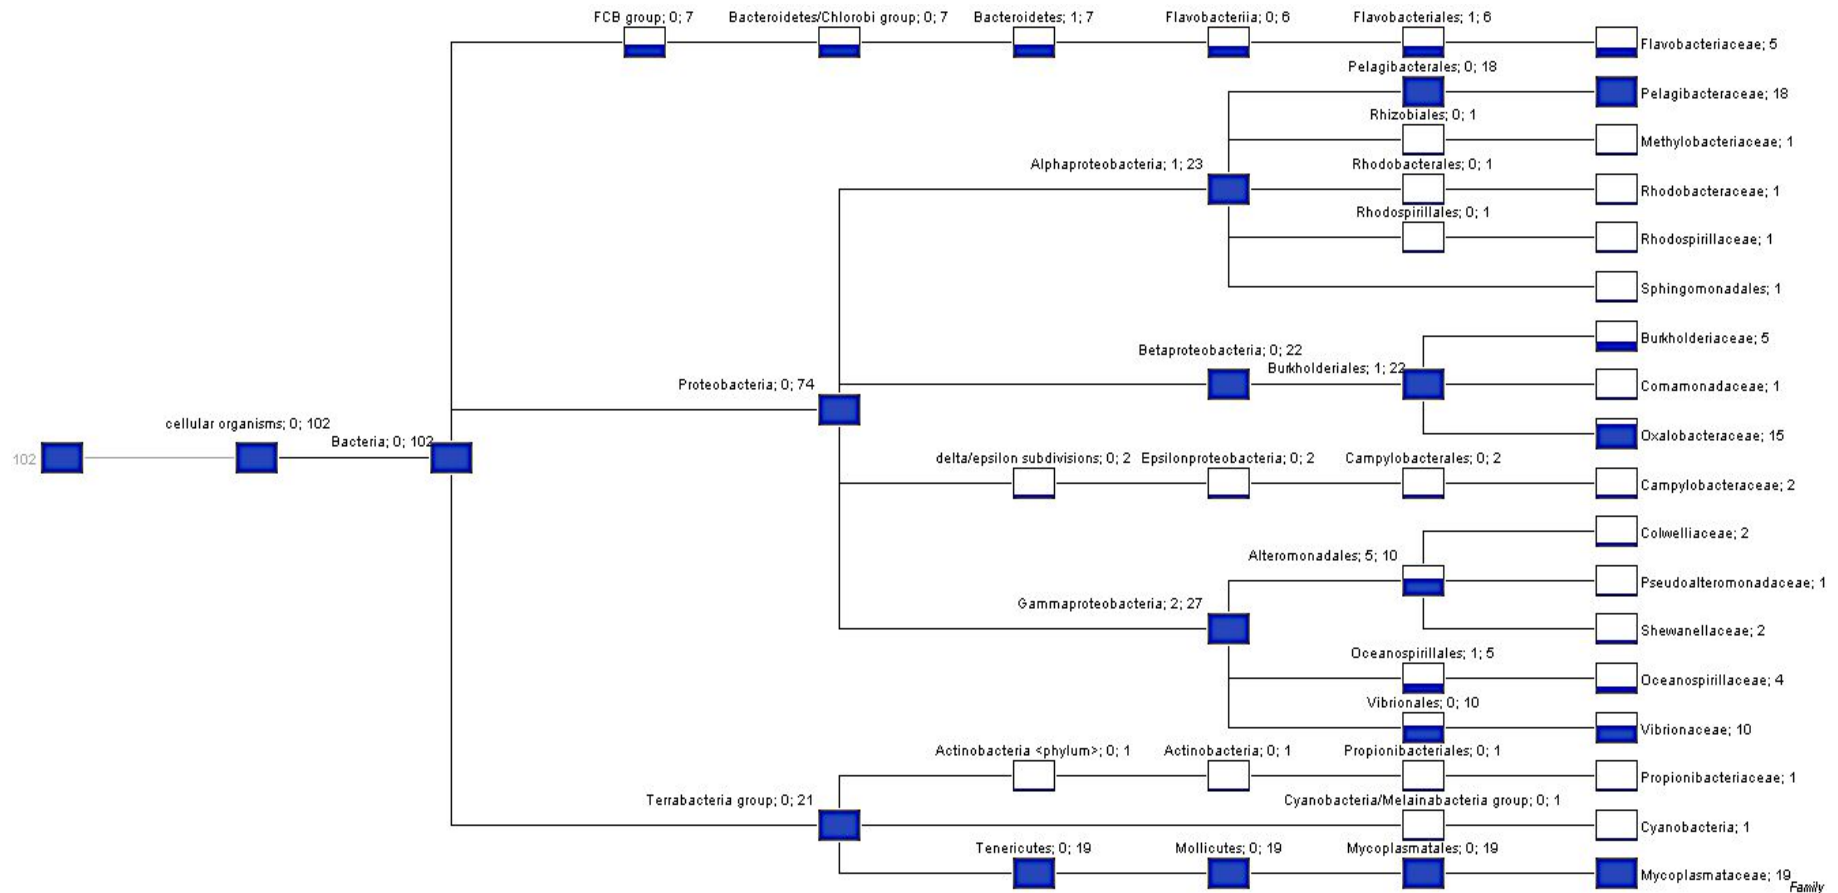 FCB group; 0; 7
Bacteroidetes/Chlorobi group; 0; 7
Bacteroidetes; 1; 7
Flavobacteriia; 0; 6
Flavobacteriales; 1; 6
Flavobacteriaceae; 5
Pelagibacterales; 0; 18
Pelagibacteraceae; 18
Rhizobiales; 0; 1
Methylobacteriaceae; 1
Alphaproteobacteria; 1; 23
Rhodobacterales; 0; 1
Rhodobacteraceae; 1
Rhodospirillales; 0; 1
Rhodospirillaceae; 1
Sphingomonadales; 1
Burkholderiaceae; 5
Betaproteobacteria; 0; 22
Burkholderiales; 1; 22
Comamonadaceae; 1
Proteobacteria; 0; 74
Oxalobacteraceae; 15
cellular organisms; 0; 102
Bacteria; 0; 102
102
delta/epsilon subdivisions; 0; 2
Epsilonproteobacteria; 0; 2
Campylobacterales; 0; 2
Campylobacteraceae; 2
Colwelliaceae; 2
Alteromonadales; 5; 10
Pseudoalteromonadaceae; 1
Gammaproteobacteria; 2; 27
Shewanellaceae; 2
Oceanospirillales; 1; 5
Oceanospirillaceae; 4
Vibrionales; 0; 10
Vibrionaceae; 10
Actinobacteria <phylum>; 0; 1
Actinobacteria; 0; 1
Propionibacteriales; 0; 1
Propionibacteriaceae; 1
Terrabacteria group; 0; 21
Cyanobacteria/Melainabacteria group; 0; 1
Cyanobacteria; 1
Tenericutes; 0; 19
Mollicutes; 0; 19
Mycoplasmatales; 0; 19
Mycoplasmataceae; 19
Family